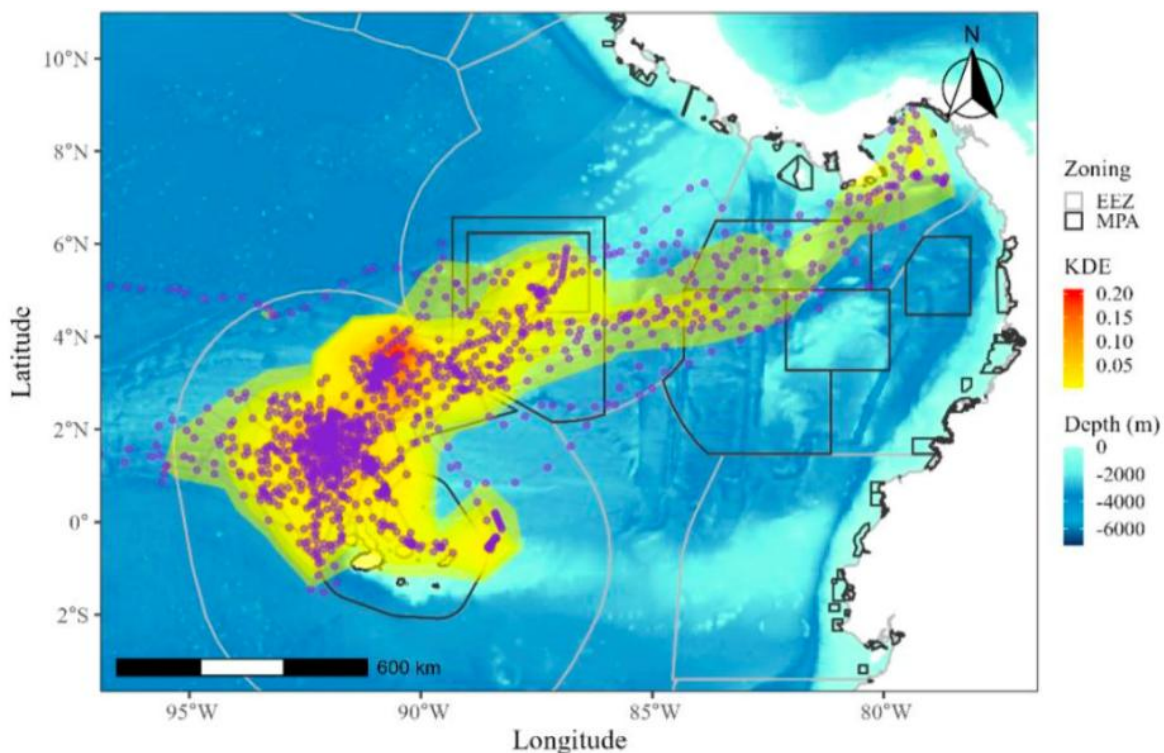 10°N
8°N
6°N
4°N
2°N
0°
2°S
Latitude
95°W
90°W
85°W
80°W
Longitude
600 km
N
Zoning
EEZ
MPA
KDE
0.20
0.15
0.10
0.05
Depth (m)
0
-2000
-4000
-6000